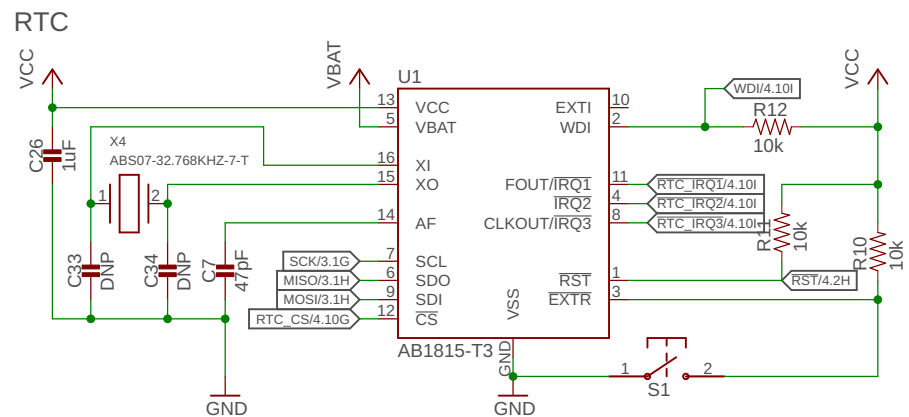 RTC
VCC
VBAT
VCC
U1
13 VCC
5 VBAT
16 XI
15 XO
14 AF
7 SCL
6 SDO
9 SDI
12 CS
EXTI 10
WDI 2
FOUT/IRQ1 11
IRQ2 4
CLKOUT/IRQ3 8
RST 1
EXTR 3
VSS
GND
AB1815-T3
WDI/4.10I
R12
10k
C26
1uF
X4
ABS07-32.768KHZ-7-T
1 2
RTC_IRQ1/4.10I
RTC_IRQ2/4.10I
RTC_IRQ3/4.10I
R11
10k
R10
10k
C33
DNP
C34
DNP
C7
47pF
SCK/3.1G
MISO/3.1H
MOSI/3.1H
RTC_CS/4.10G
RST/4.2H
1 2
S1
GND
GND